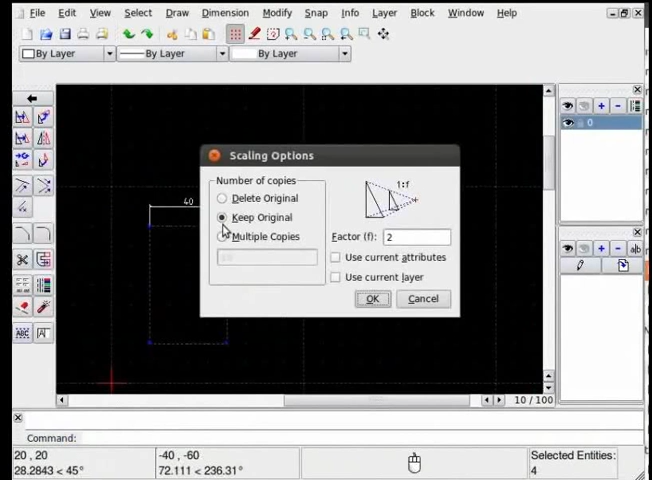 File Edit View Select Draw Dimension Modify Snap Info Layer Block Window Help
By Layer By Layer By Layer
0
Scaling Options
Number of copies
Delete Original
Keep Original
Multiple Copies
1:f
Factor (f): 2
Use current attributes
Use current layer
OK Cancel
40
ab
ABC A
10 / 100
Command:
20 , 20
28.2843 < 45°
-40 , -60
72.111 < 236.31°
Selected Entities:
4